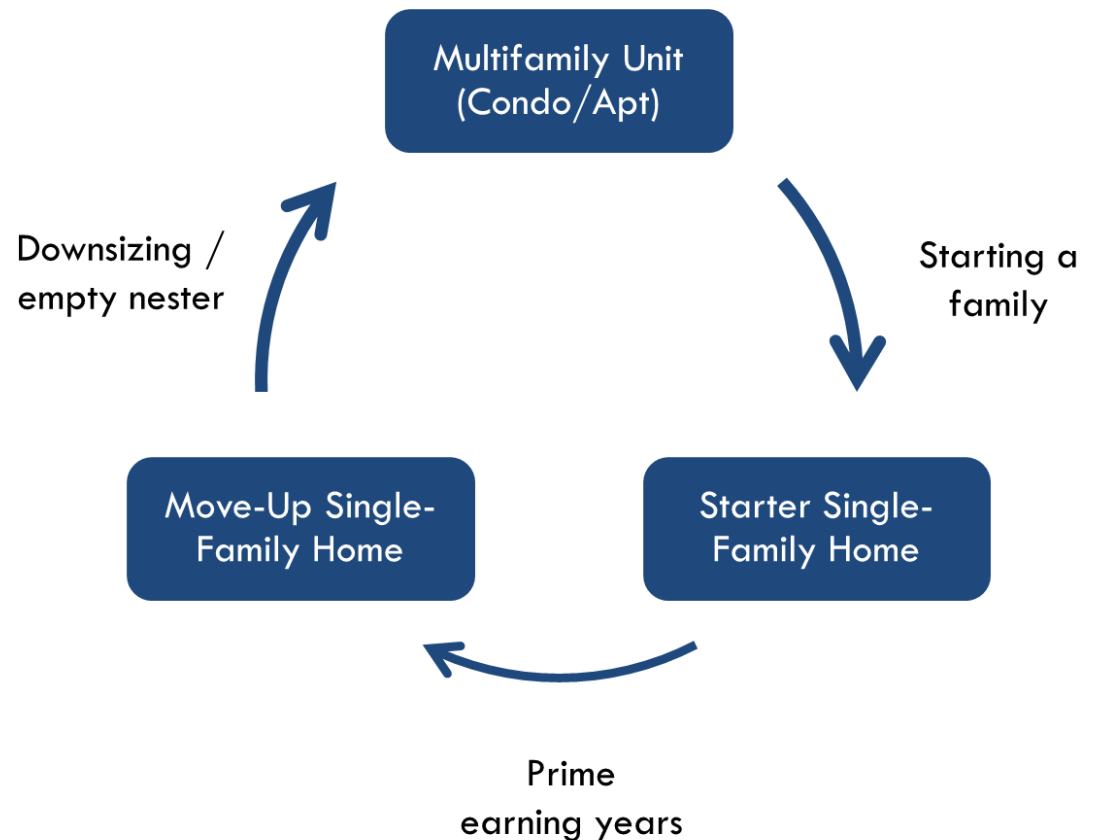 Multifamily Unit
(Condo/Apt)
Downsizing /
empty nester
Starting a
family
Move-Up Single-
Family Home
Starter Single-
Family Home
Prime
earning years